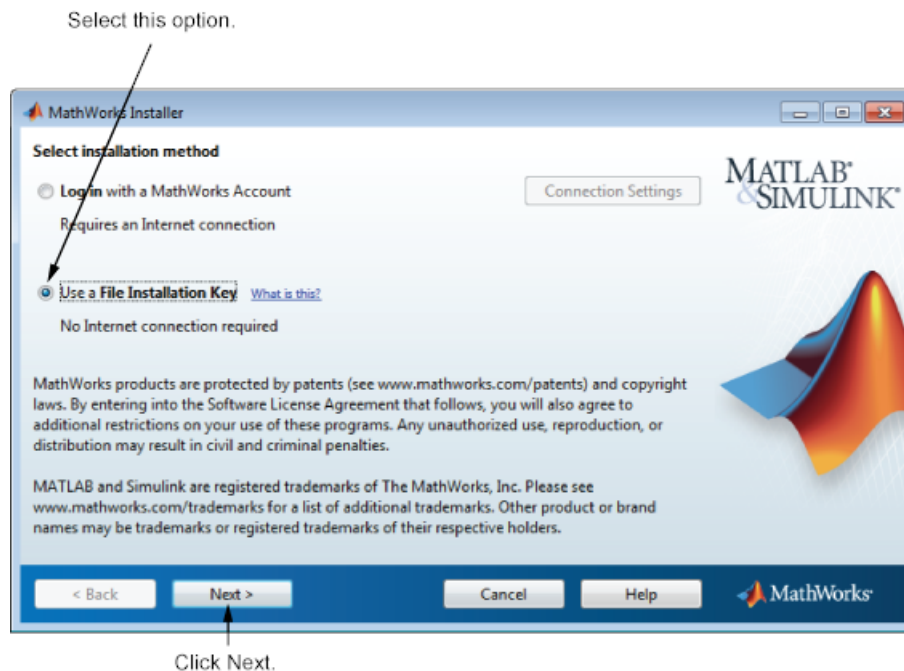 Select this option.
MathWorks Installer
Select installation method
Log in with a MathWorks Account
Connection Settings
Requires an Internet connection
MATLAB®
&SIMULINK®
Use a File Installation Key What is this?
No Internet connection required
MathWorks products are protected by patents (see www.mathworks.com/patents) and copyright
laws. By entering into the Software License Agreement that follows, you will also agree to
additional restrictions on your use of these programs. Any unauthorized use, reproduction, or
distribution may result in civil and criminal penalties.
MATLAB and Simulink are registered trademarks of The MathWorks, Inc. Please see
www.mathworks.com/trademarks for a list of additional trademarks. Other product or brand
names may be trademarks or registered trademarks of their respective holders.
< Back Next > Cancel Help MathWorks®
Click Next.